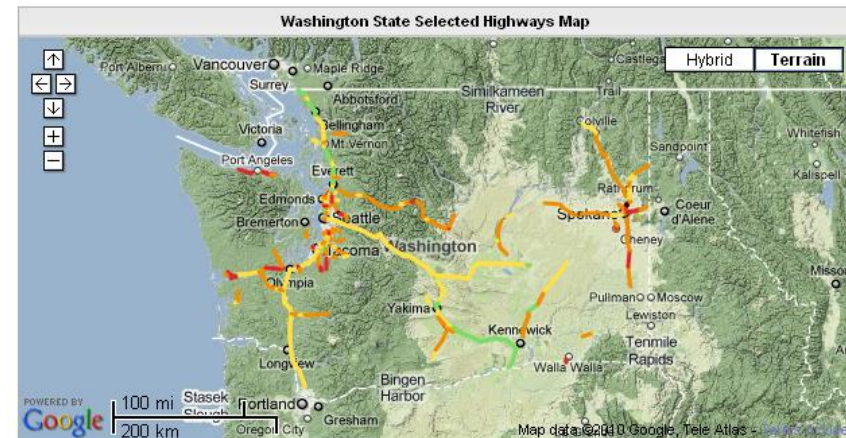 Washington State Selected Highways Map
Hybrid
Terrain
Port Alberni
Vancouver
Maple Ridge
Surrey
Abbotsford
Castlega
Trail
Similkameen
River
Bellingham
Colville
Victoria
Mt Vernon
Sandpoint
Whitefish
Port Angeles
Kalispell
Everett
Rathdrum
Edmonds
Coeur
d'Alene
Seattle
Spokane
Bremerton
Cheney
Tacoma
Washington
Misso
Olympia
Pullman
Moscow
Yakima
Lewiston
Kennewick
Tenmile
Rapids
Longview
Walla Walla
Bingen
Harbor
POWERED BY
Google
100 mi
200 km
Stasek
Slough
Portland
Gresham
Oregon City
Map data ©2010 Google, Tele Atlas -